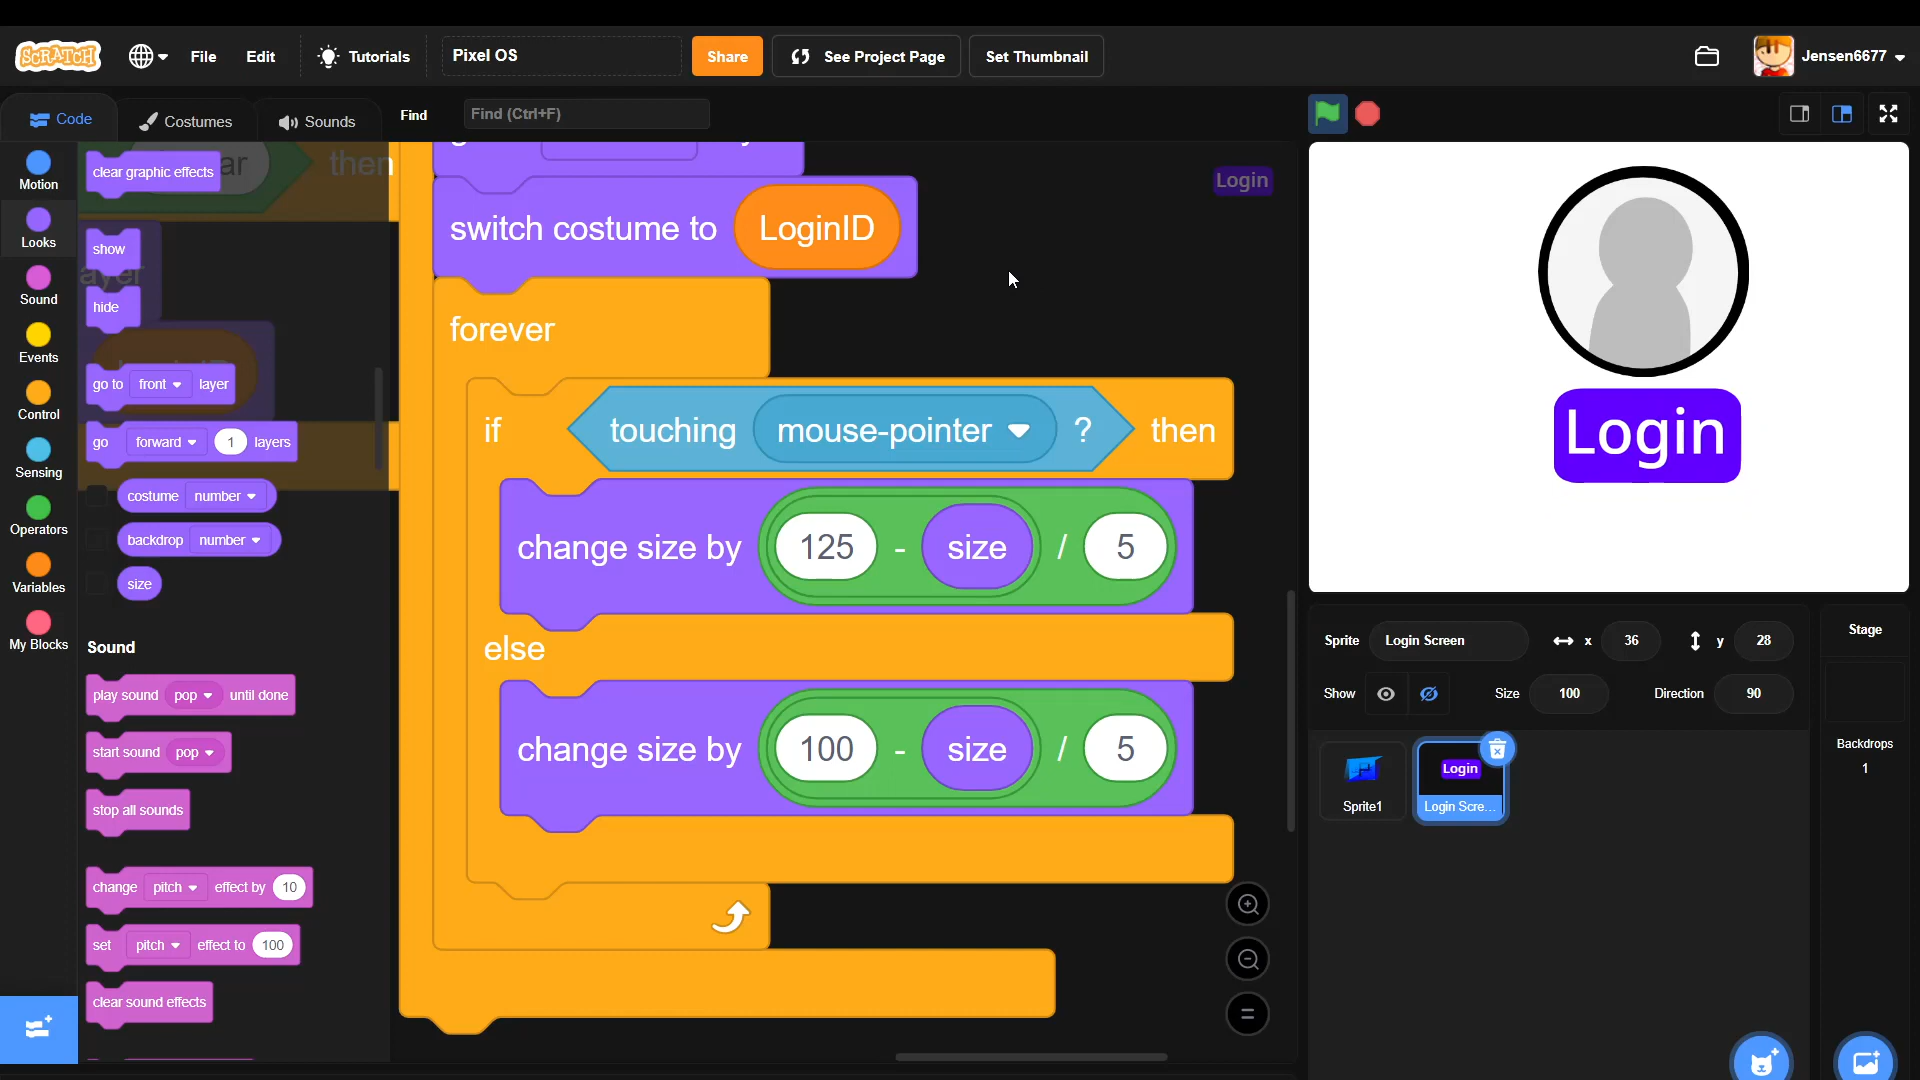 SCRATCH
File
Edit
Tutorials
Pixel OS
Share
See Project Page
Set Thumbnail
Jensen6677
Code
Costumes
Sounds
Find
Find (Ctrl+F)
Motion
Looks
Sound
Events
Control
Sensing
Operators
Variables
My Blocks
clear graphic effects
then
show
hide
go to front layer
go forward 1 layers
costume number
backdrop number
size
Sound
play sound pop until done
start sound pop
stop all sounds
change pitch effect by 10
set pitch effect to 100
clear sound effects
switch costume to LoginID
forever
if touching mouse-pointer ? then
change size by 125 - size / 5
else
change size by 100 - size / 5
Login
Login
Sprite Login Screen x 36 y 28
Show Size 100 Direction 90
Sprite1
Login
Login Scre...
Stage
Backdrops
1